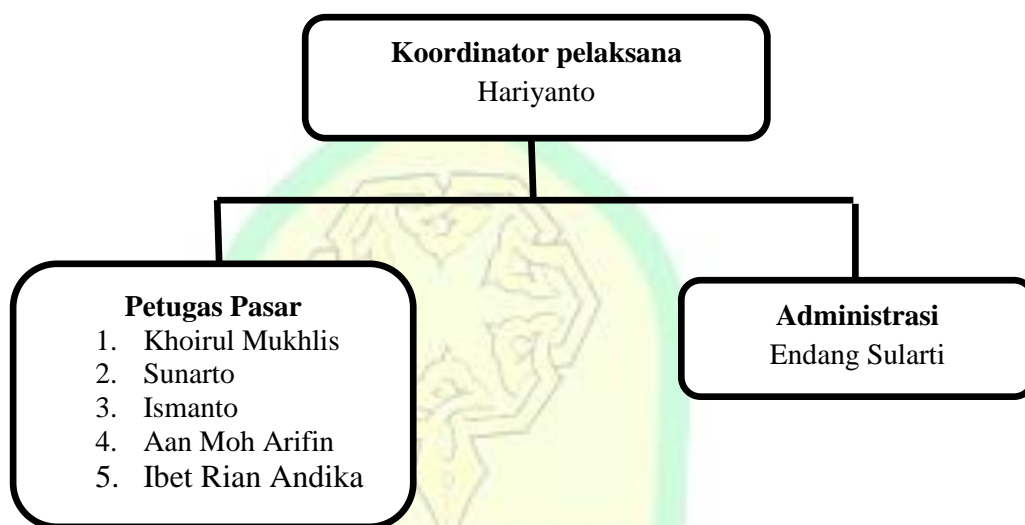 Koordinator pelaksana
Hariyanto
Petugas Pasar
1. Khoirul Mukhlis
2. Sunarto
3. Ismanto
4. Aan Moh Arifin
5. Ibet Rian Andika
Administrasi
Endang Sularti